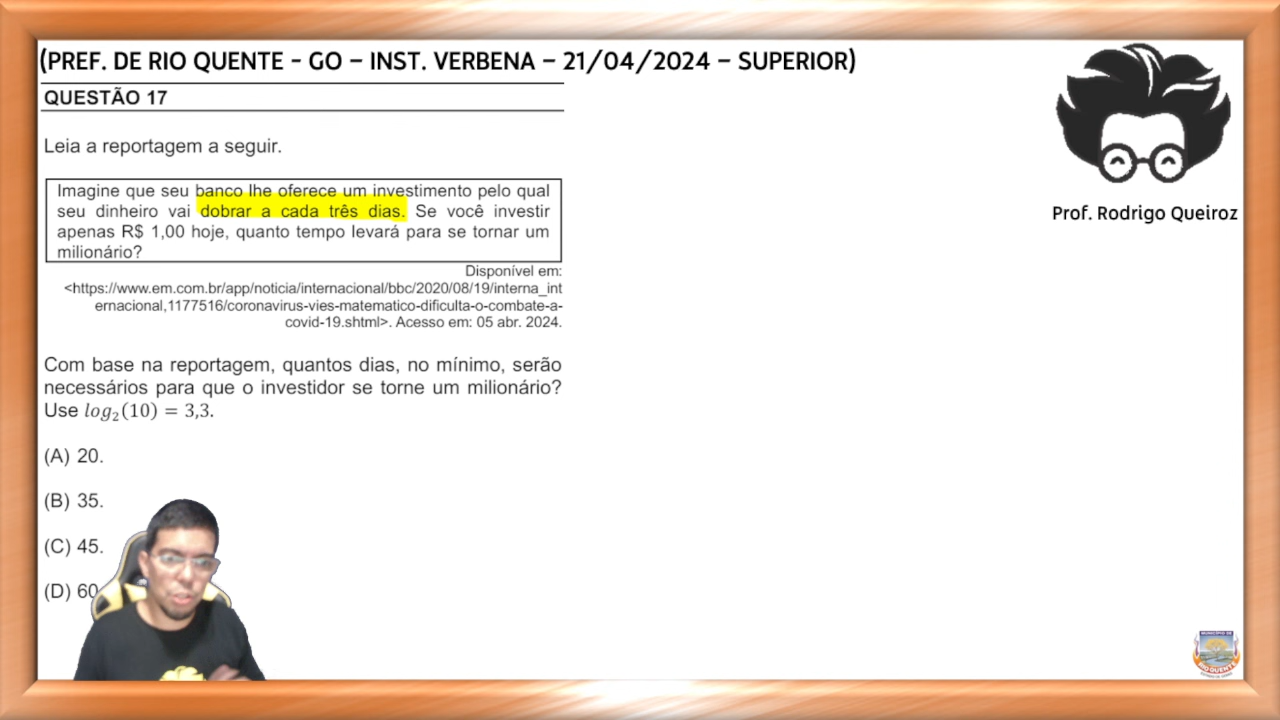 (PREF. DE RIO QUENTE - GO – INST. VERBENA – 21/04/2024 – SUPERIOR)
QUESTÃO 17
Leia a reportagem a seguir.
Imagine que seu banco lhe oferece um investimento pelo qual
seu dinheiro vai dobrar a cada três dias. Se você investir
apenas R$ 1,00 hoje, quanto tempo levará para se tornar um
milionário?
Disponível em:
<https://www.em.com.br/app/noticia/internacional/bbc/2020/08/19/interna_int
ernacional,1177516/coronavirus-vies-matematico-dificulta-o-combate-a-
covid-19.shtml>. Acesso em: 05 abr. 2024.
Com base na reportagem, quantos dias, no mínimo, serão
necessários para que o investidor se torne um milionário?
Use log₂(10) = 3,3.
(A) 20.
(B) 35.
(C) 45.
(D) 60
Prof. Rodrigo Queiroz
MUNICÍPIO DE
RIO QUENTE